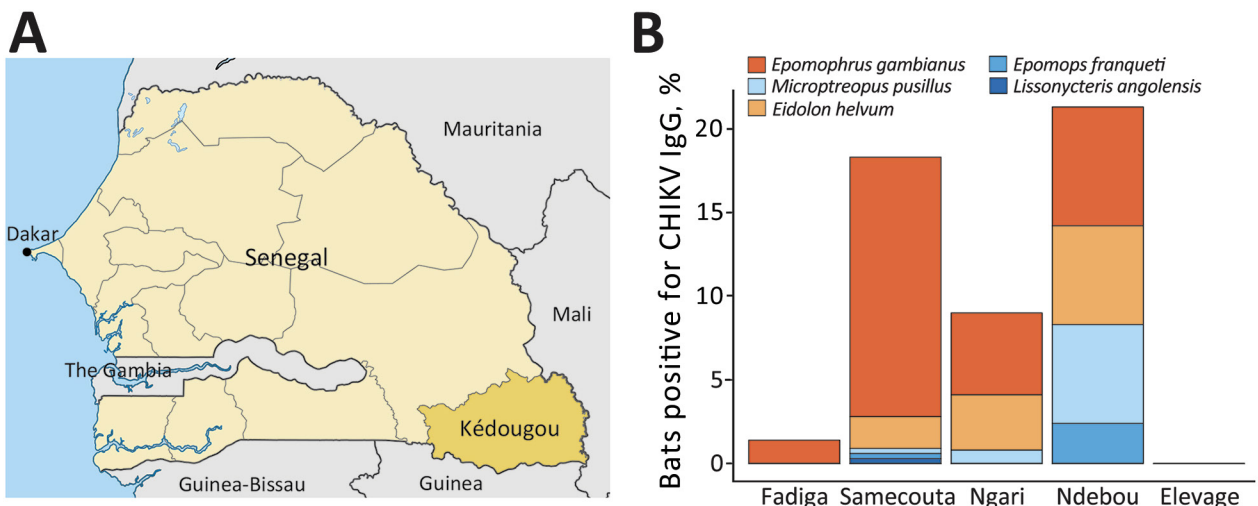 A
Mauritania
Dakar
Senegal
Mali
The Gambia
Kédougou
Guinea-Bissau
Guinea
B
Epomophrus gambianus
Microptreopus pusillus
Eidolon helvum
Epomops franqueti
Lissonycteris angolensis
Bats positive for CHIKV IgG, %
20
15
10
5
0
Fadiga Samecouta Ngari Ndebou Elevage